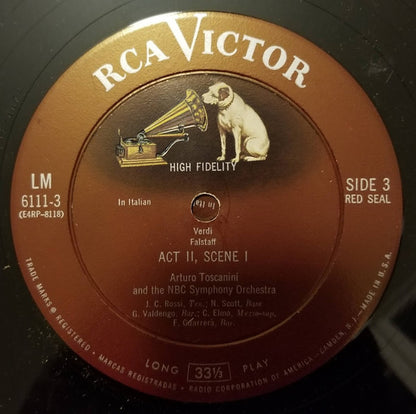 RCA VICTOR
HIGH FIDELITY
LM
6111-3
(E4RP-8118)
In Italian
SIDE 3
RED SEAL
Verdi
Falstaff
ACT II, SCENE I
Arturo Toscanini
and the NBC Symphony Orchestra
J. C. Rossi, Ten.; N. Scott, Bass
G. Valdengo, Bar.; C. Elmo, Mezzo-sop.
F. Guarrera, Bar.
LONG 33⅓ PLAY
TRADE MARKS ® REGISTERED • MARCAS REGISTRADAS • RADIO CORPORATION OF AMERICA—CAMDEN, N.J.—MADE IN U.S.A.